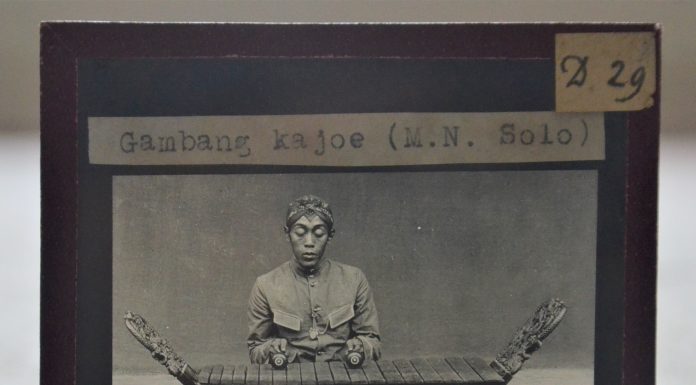 D. 29
Gambang kajoe (M.N. Solo)